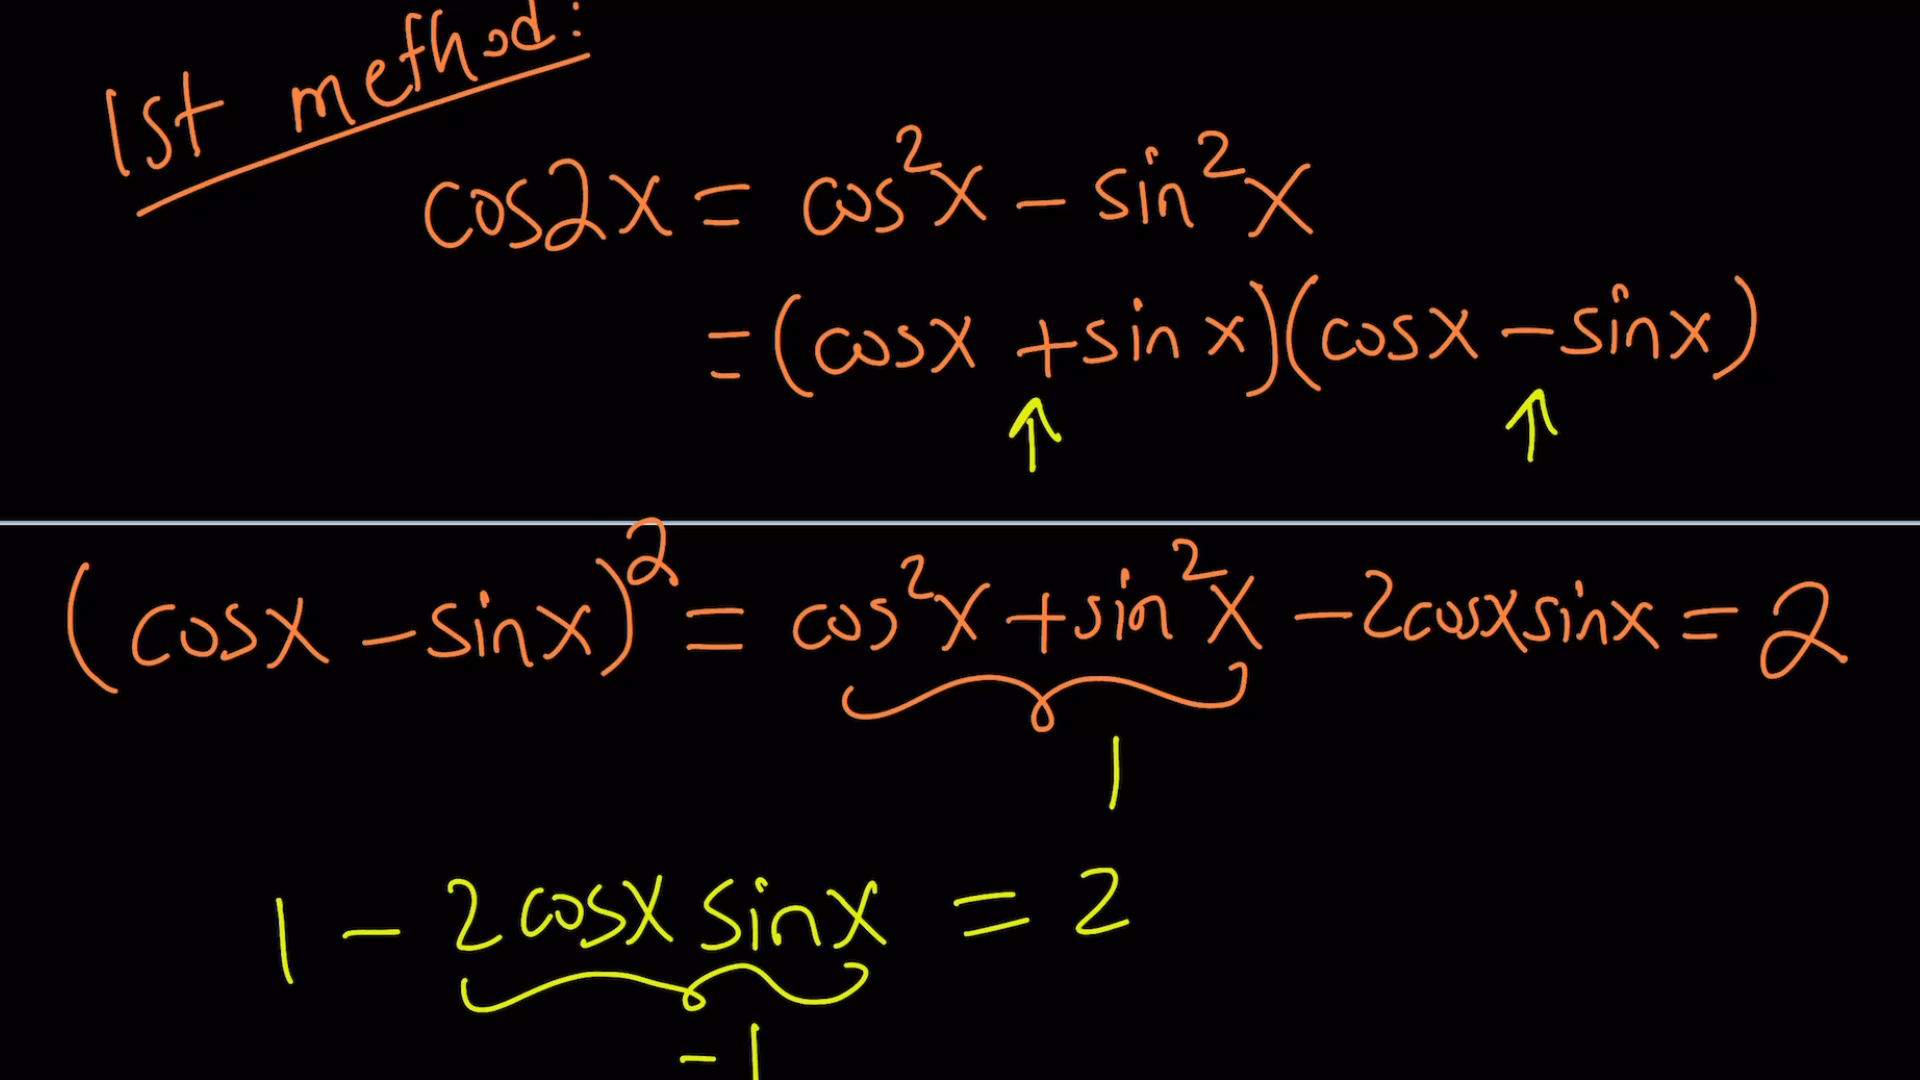 1st method:
cos2x = cos²x - sin²x
= (cosx + sinx)(cosx - sinx)
↑ ↑
(cosx - sinx)² = cos²x + sin²x - 2cosxsinx = 2
1
1 - 2cosx sinx = 2
-1